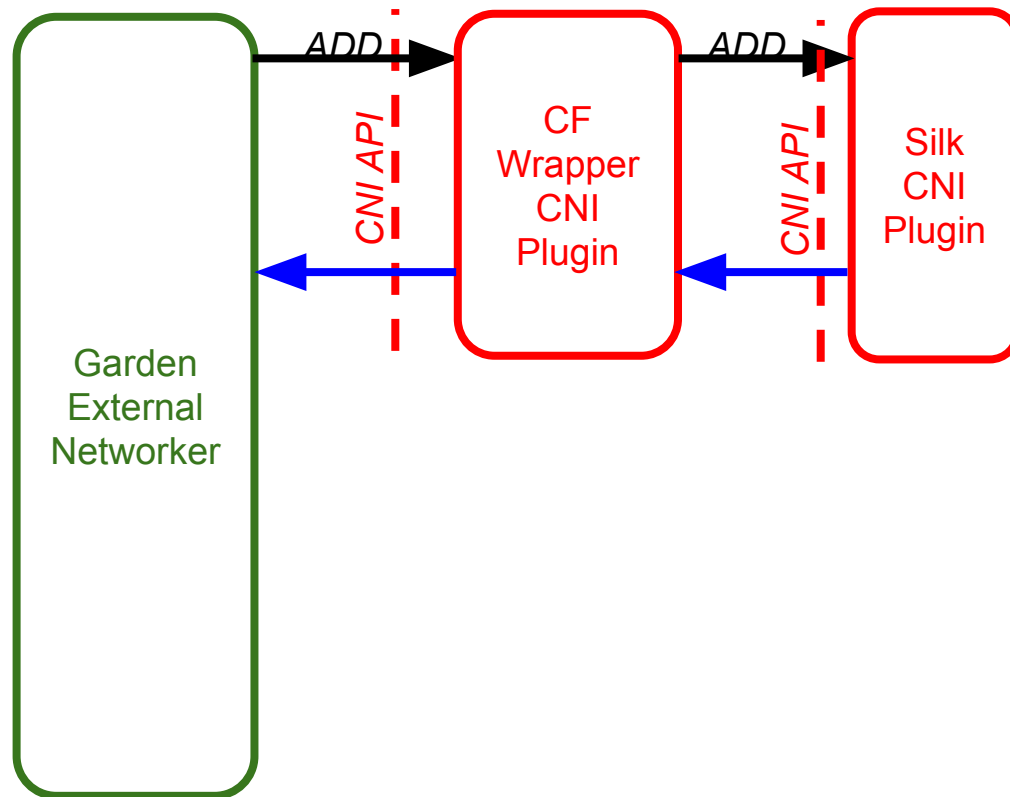 ADD
ADD
CNI API
CNI API
CF
Wrapper
CNI
Plugin
Silk
CNI
Plugin
Garden
External
Networker